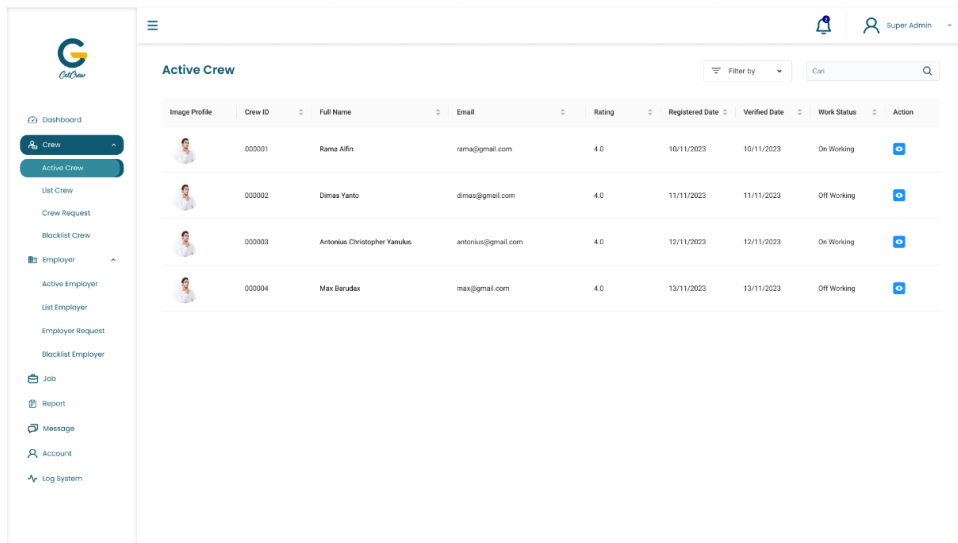 2
Super Admin
GetCrew
Active Crew
Filter by
Cari
Dashboard
Crew
Active Crew
List Crew
Crew Request
Blacklist Crew
Employer
Active Employer
List Employer
Employer Request
Blacklist Employer
Job
Report
Message
Account
Log System
Image Profile Crew ID Full Name Email Rating Registered Date Verified Date Work Status Action
000001 Rama Alfin rama@gmail.com 4.0 10/11/2023 10/11/2023 On Working
000002 Dimas Yanto dimas@gmail.com 4.0 11/11/2023 11/11/2023 Off Working
000003 Antonius Christopher Yanulus antonius@gmail.com 4.0 12/11/2023 12/11/2023 On Working
000004 Max Barudax max@gmail.com 4.0 13/11/2023 13/11/2023 Off Working